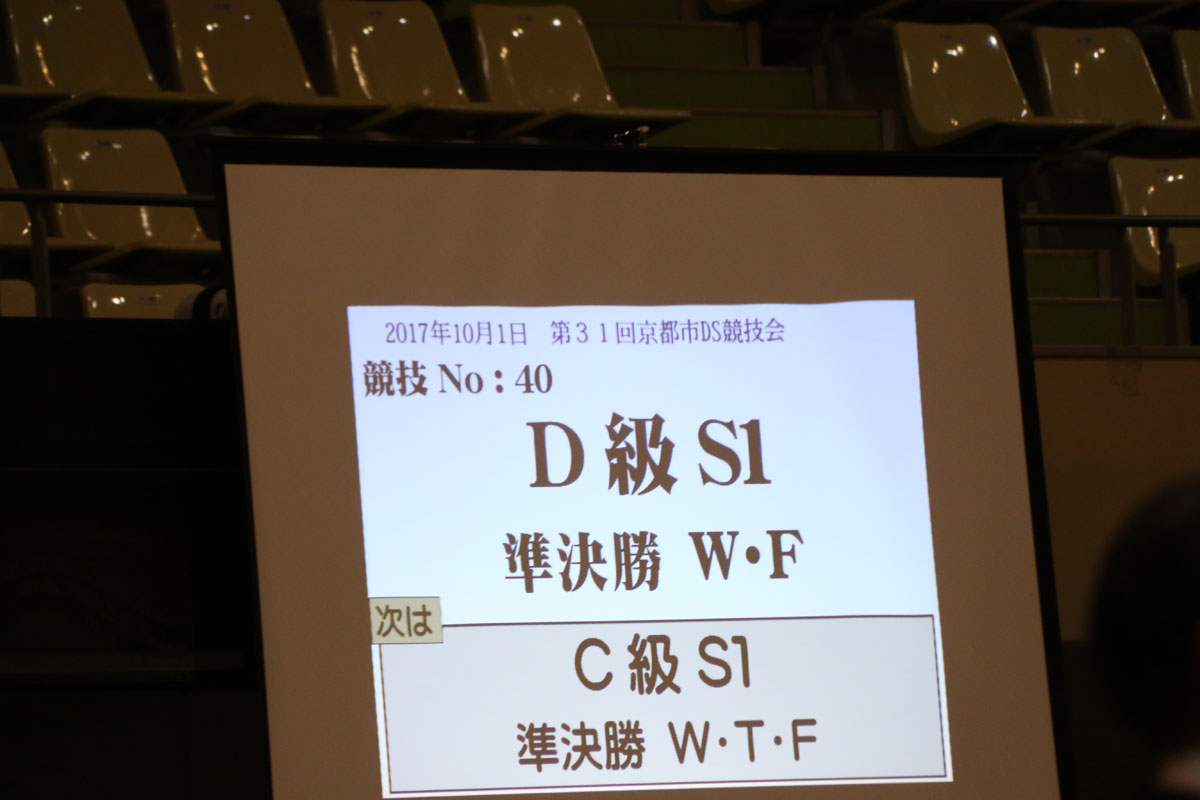 2017年10月1日 第３１回京都市DS競技会
競技 No：40
D 級 S1
準決勝 W・F
次は
C 級 S1
準決勝 W・T・F